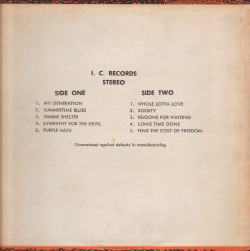 I. C. RECORDS
STEREO
SIDE ONE
1. MY GENERATION
2. SUMMERTIME BLUES
3. GIMME SHELTER
4. SYMPATHY FOR THE DEVIL
5. PURPLE HAZE
SIDE TWO
1. WHOLE LOTTA LOVE
2. SOSSITY
3. REASONS FOR WAITING
4. LONG TIME GONE
5. FIND THE COST OF FREEDOM
Guaranteed against defects in manufacturing